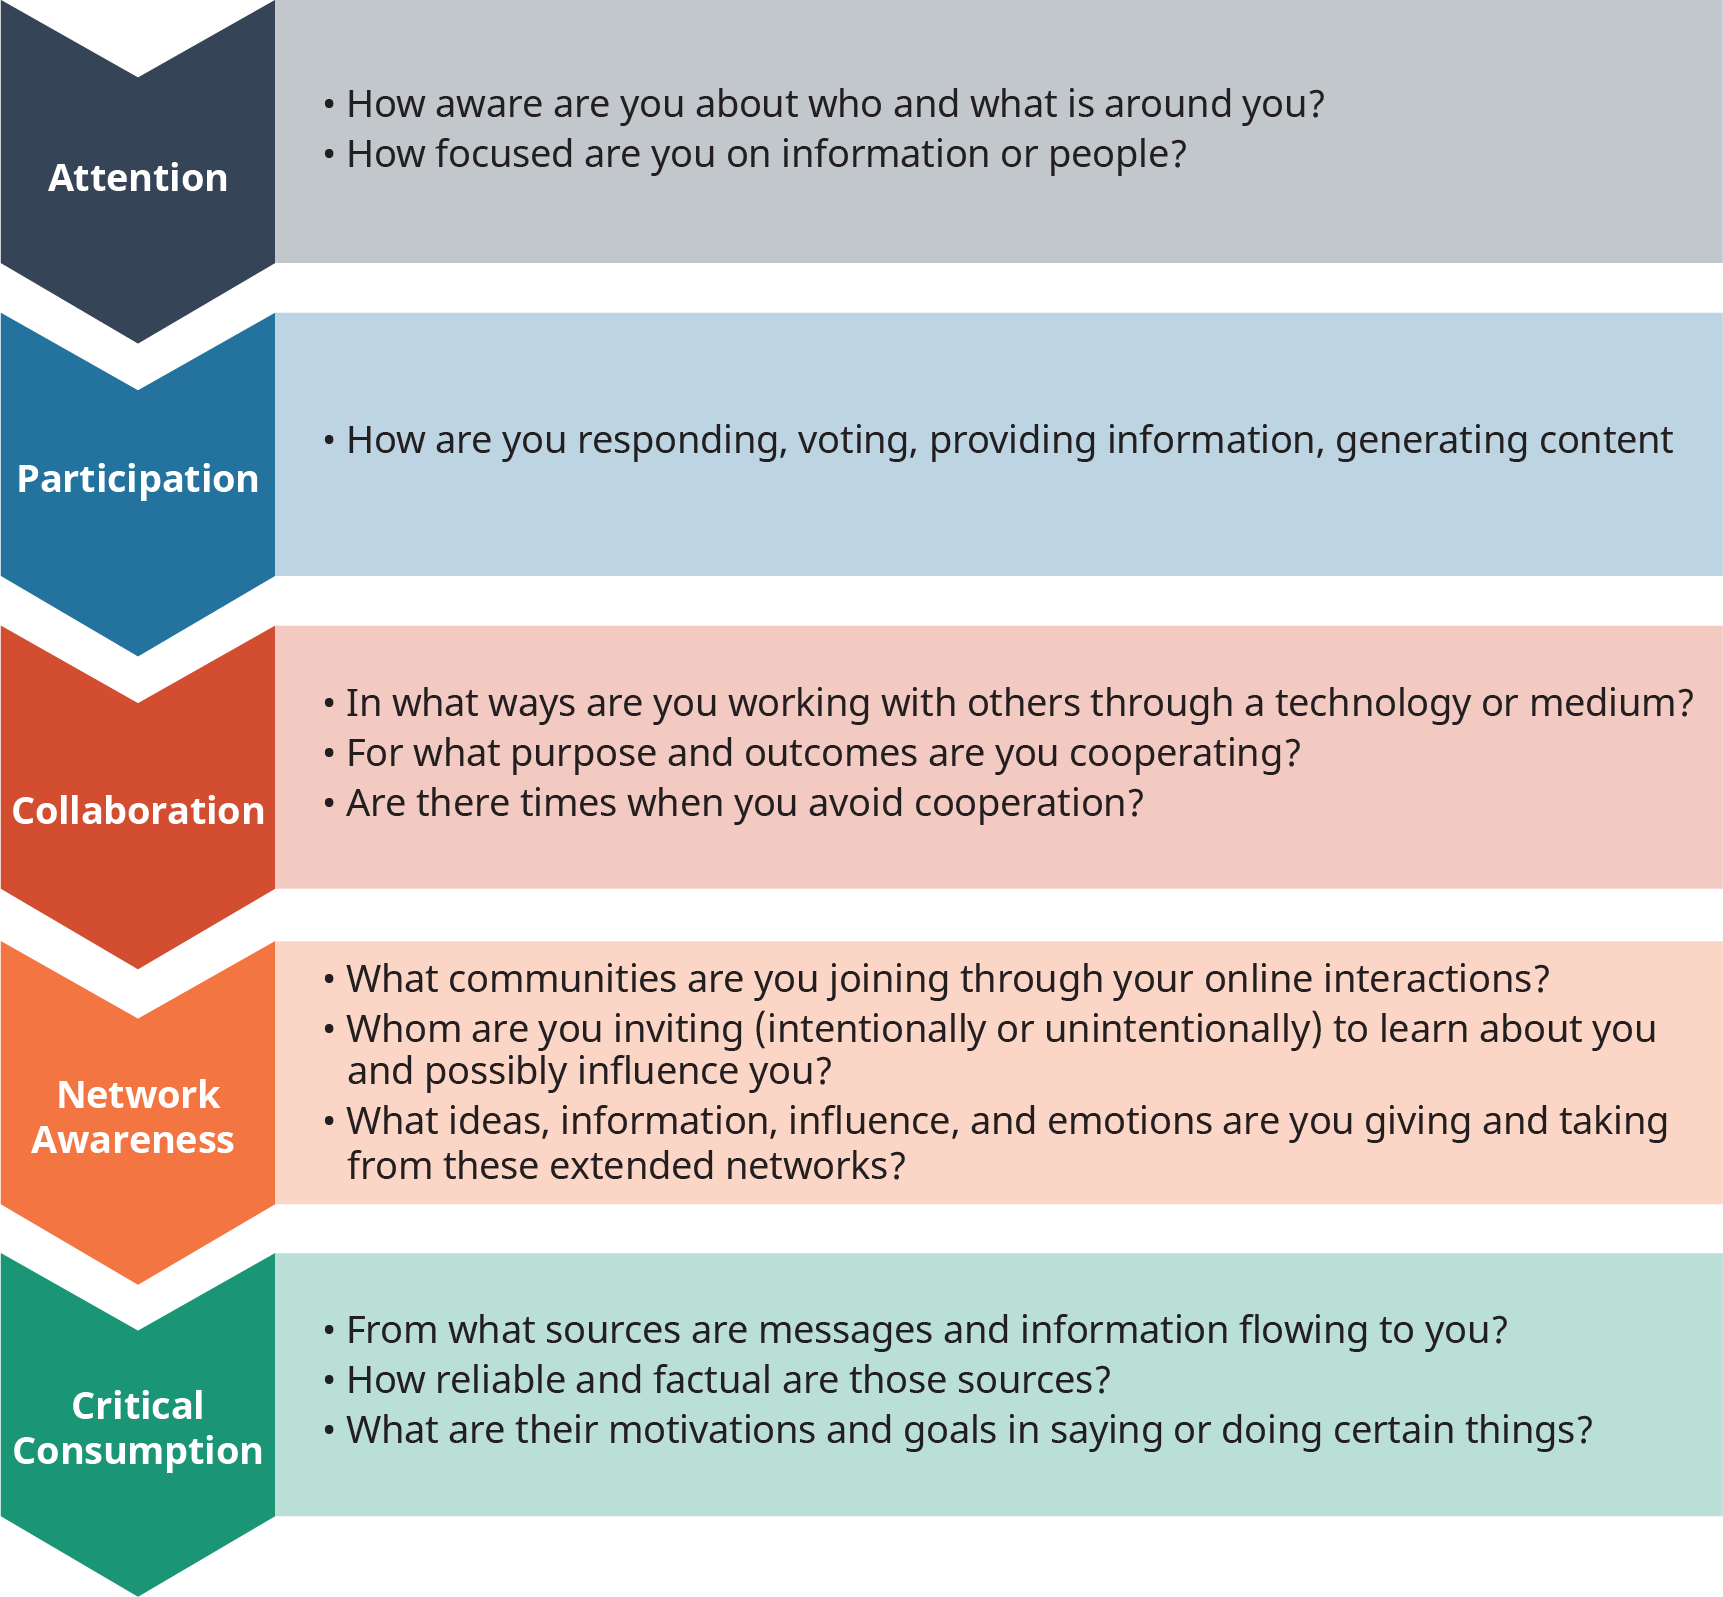 Attention
• How aware are you about who and what is around you?
• How focused are you on information or people?
Participation
• How are you responding, voting, providing information, generating content
Collaboration
• In what ways are you working with others through a technology or medium?
• For what purpose and outcomes are you cooperating?
• Are there times when you avoid cooperation?
Network
Awareness
• What communities are you joining through your online interactions?
• Whom are you inviting (intentionally or unintentionally) to learn about you
and possibly influence you?
• What ideas, information, influence, and emotions are you giving and taking
from these extended networks?
Critical
Consumption
• From what sources are messages and information flowing to you?
• How reliable and factual are those sources?
• What are their motivations and goals in saying or doing certain things?